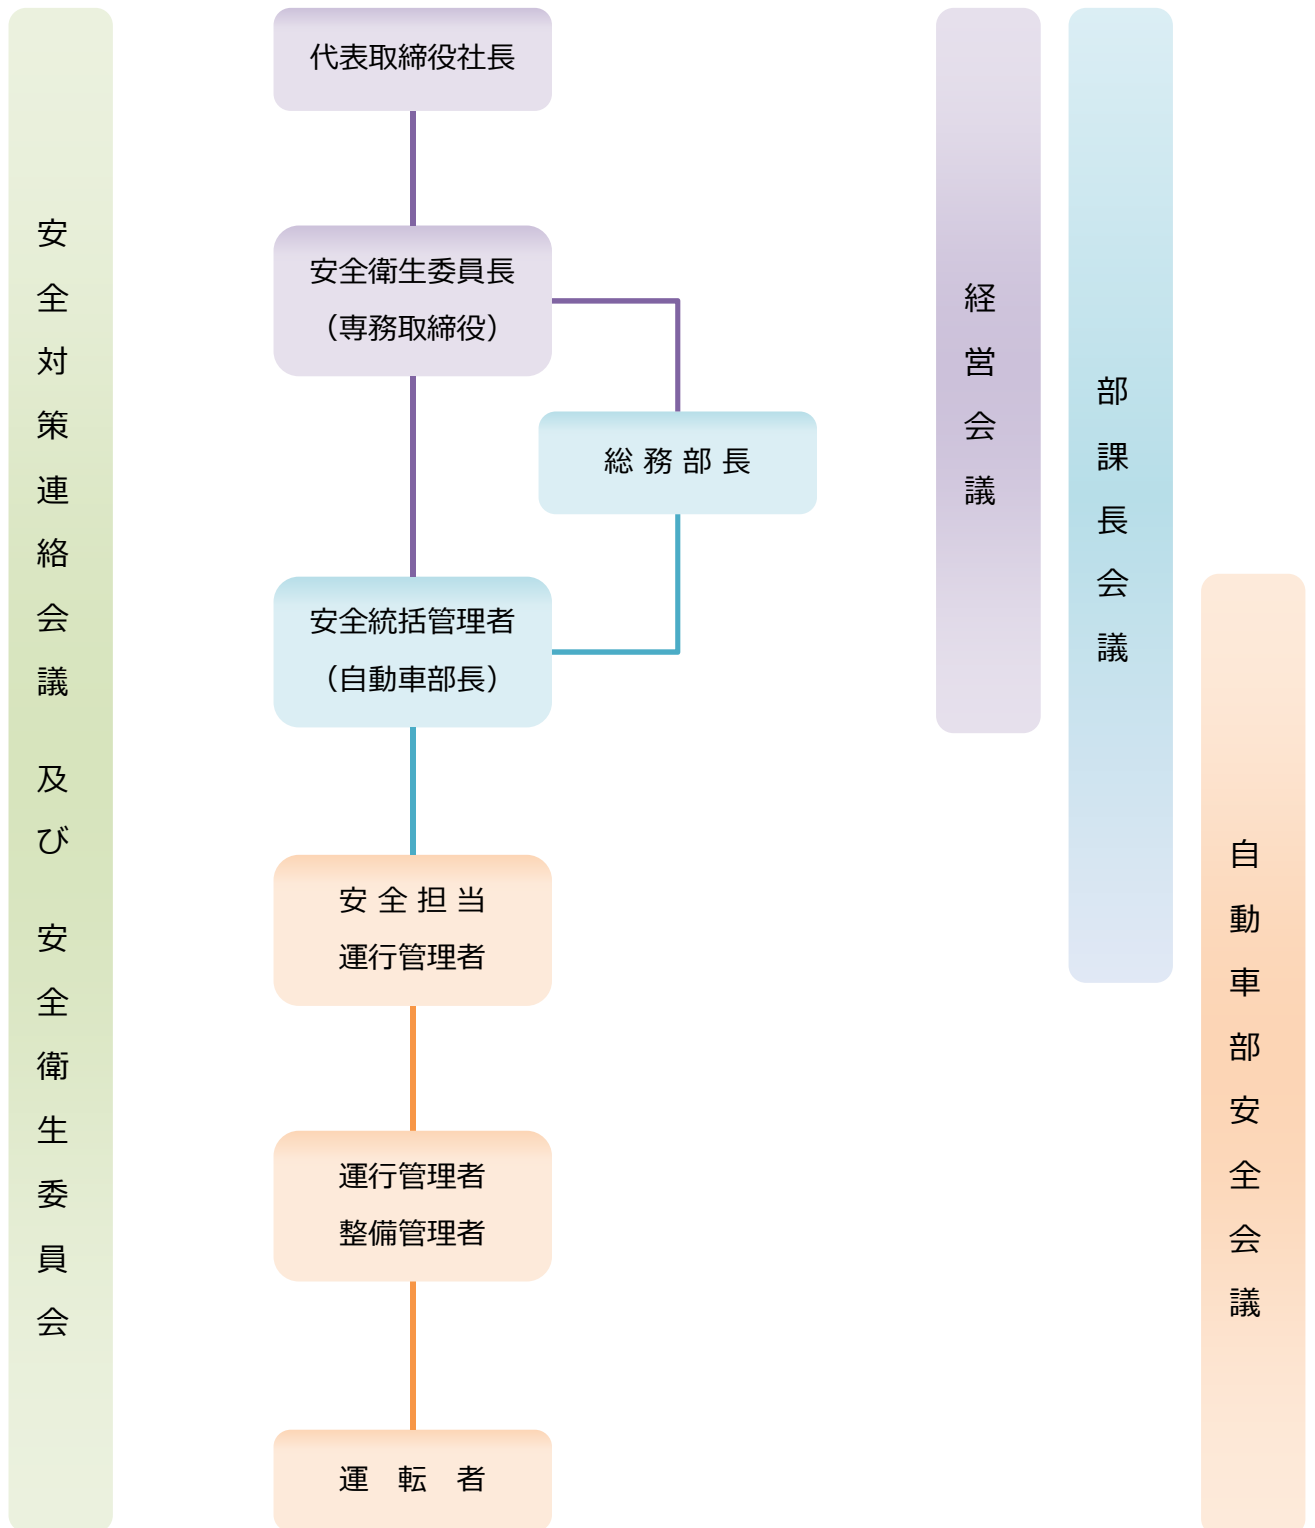 代表取締役社長
安全衛生委員長
（専務取締役）
総務部長
安全統括管理者
（自動車部長）
安全担当
運行管理者
運行管理者
整備管理者
運　転　者
安全対策連絡会議　及び　安全衛生委員会
経営会議
部課長会議
自動車部安全会議